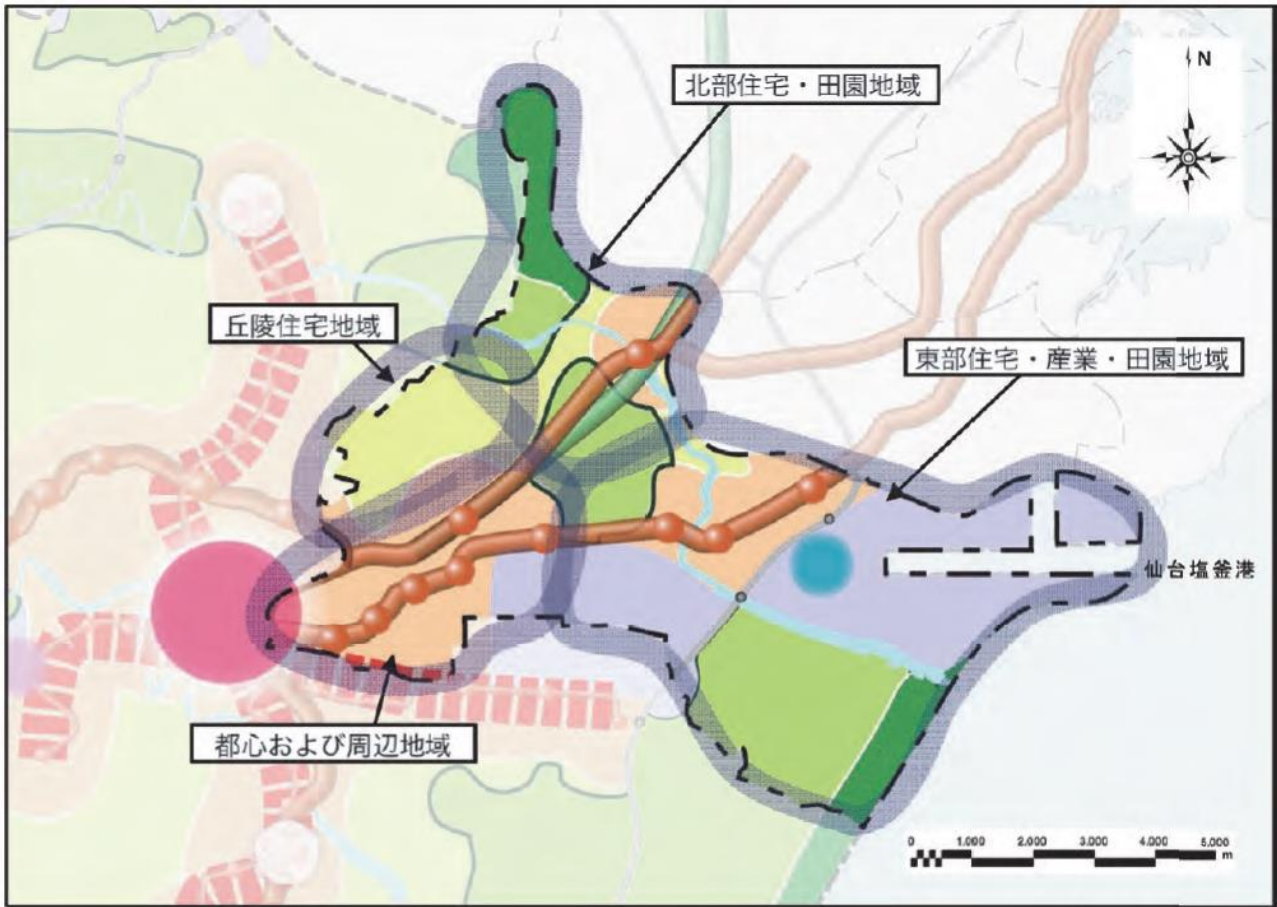 N
北部住宅・田園地域
丘陵住宅地域
東部住宅・産業・田園地域
仙台塩釜港
都心および周辺地域
0 1,000 2,000 3,000 4,000 5,000
m